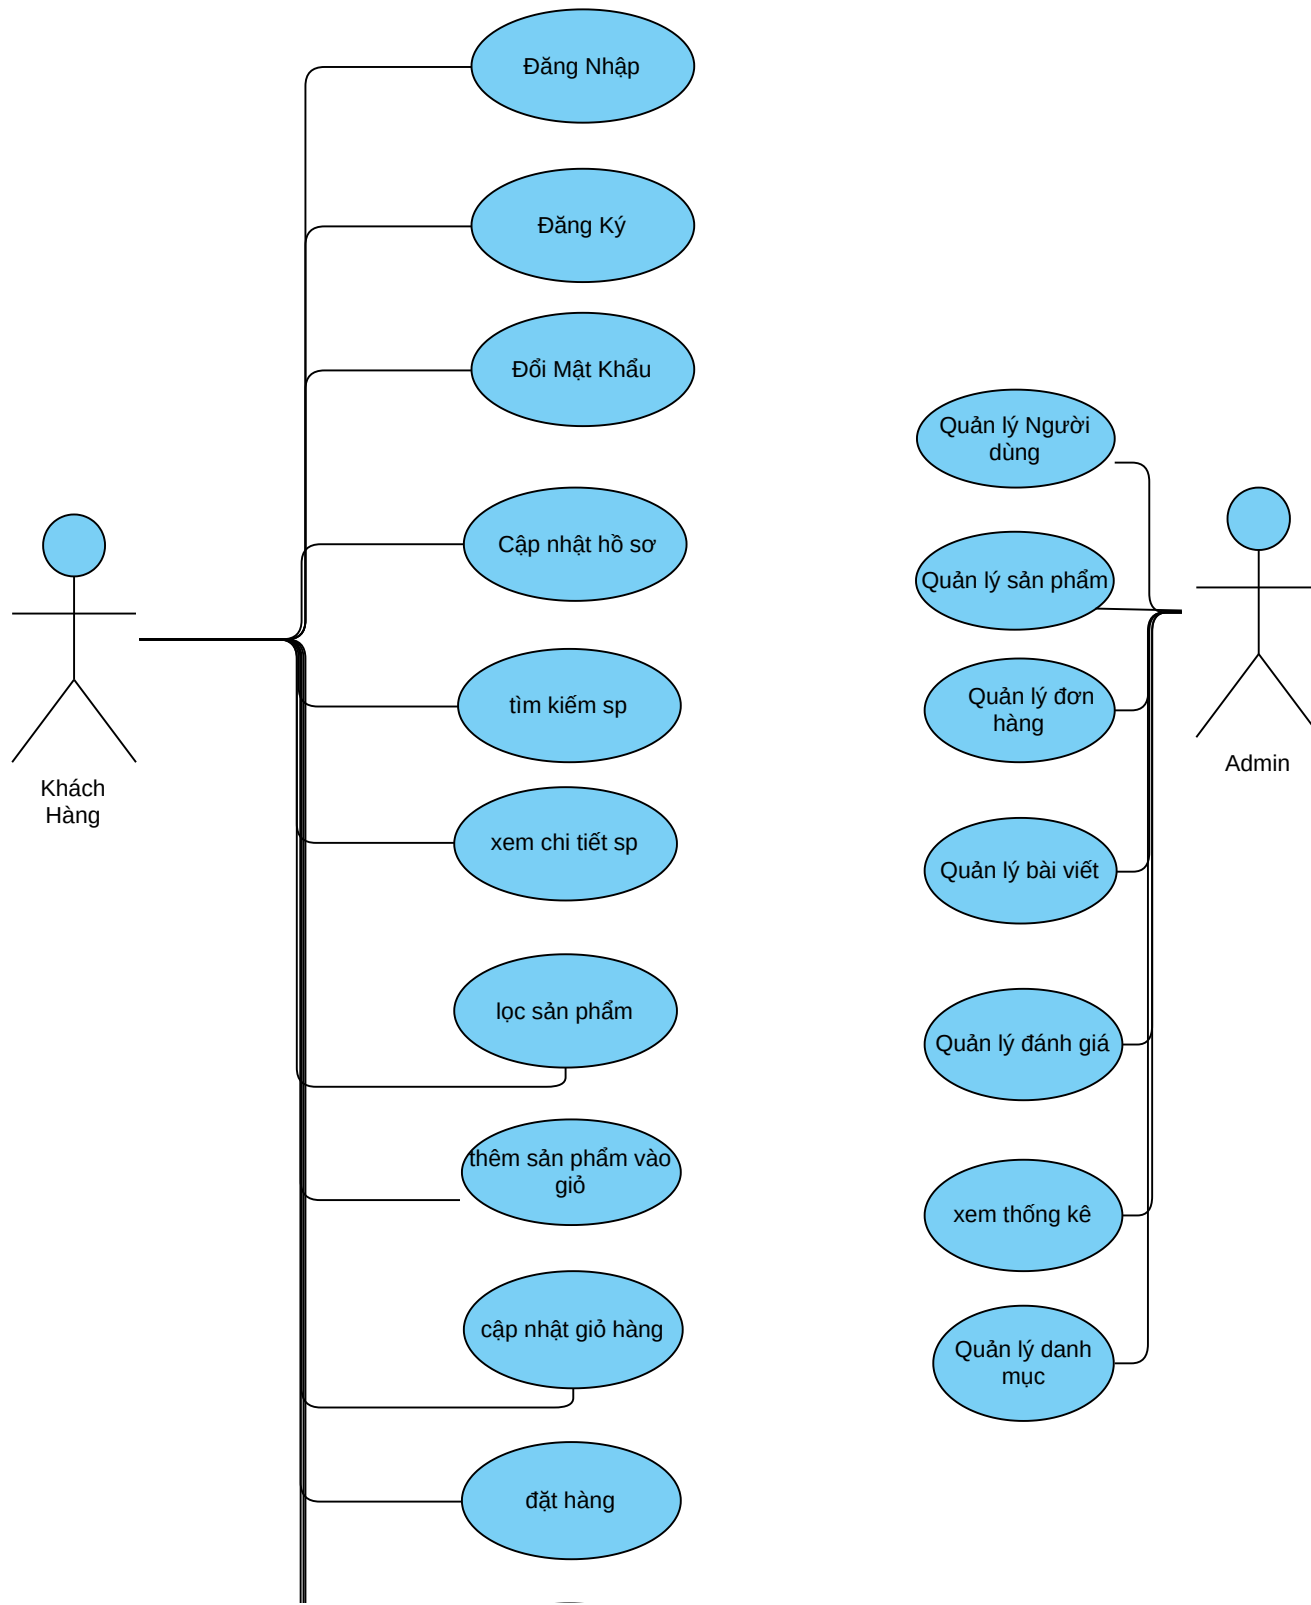 Đăng Nhập
Đăng Ký
Đổi Mật Khẩu
Cập nhật hồ sơ
tìm kiếm sp
xem chi tiết sp
lọc sản phẩm
thêm sản phẩm vào
giỏ
cập nhật giỏ hàng
đặt hàng
Khách
Hàng
Quản lý Người
dùng
Quản lý sản phẩm
Quản lý đơn
hàng
Quản lý bài viết
Quản lý đánh giá
xem thống kê
Quản lý danh
mục
Admin